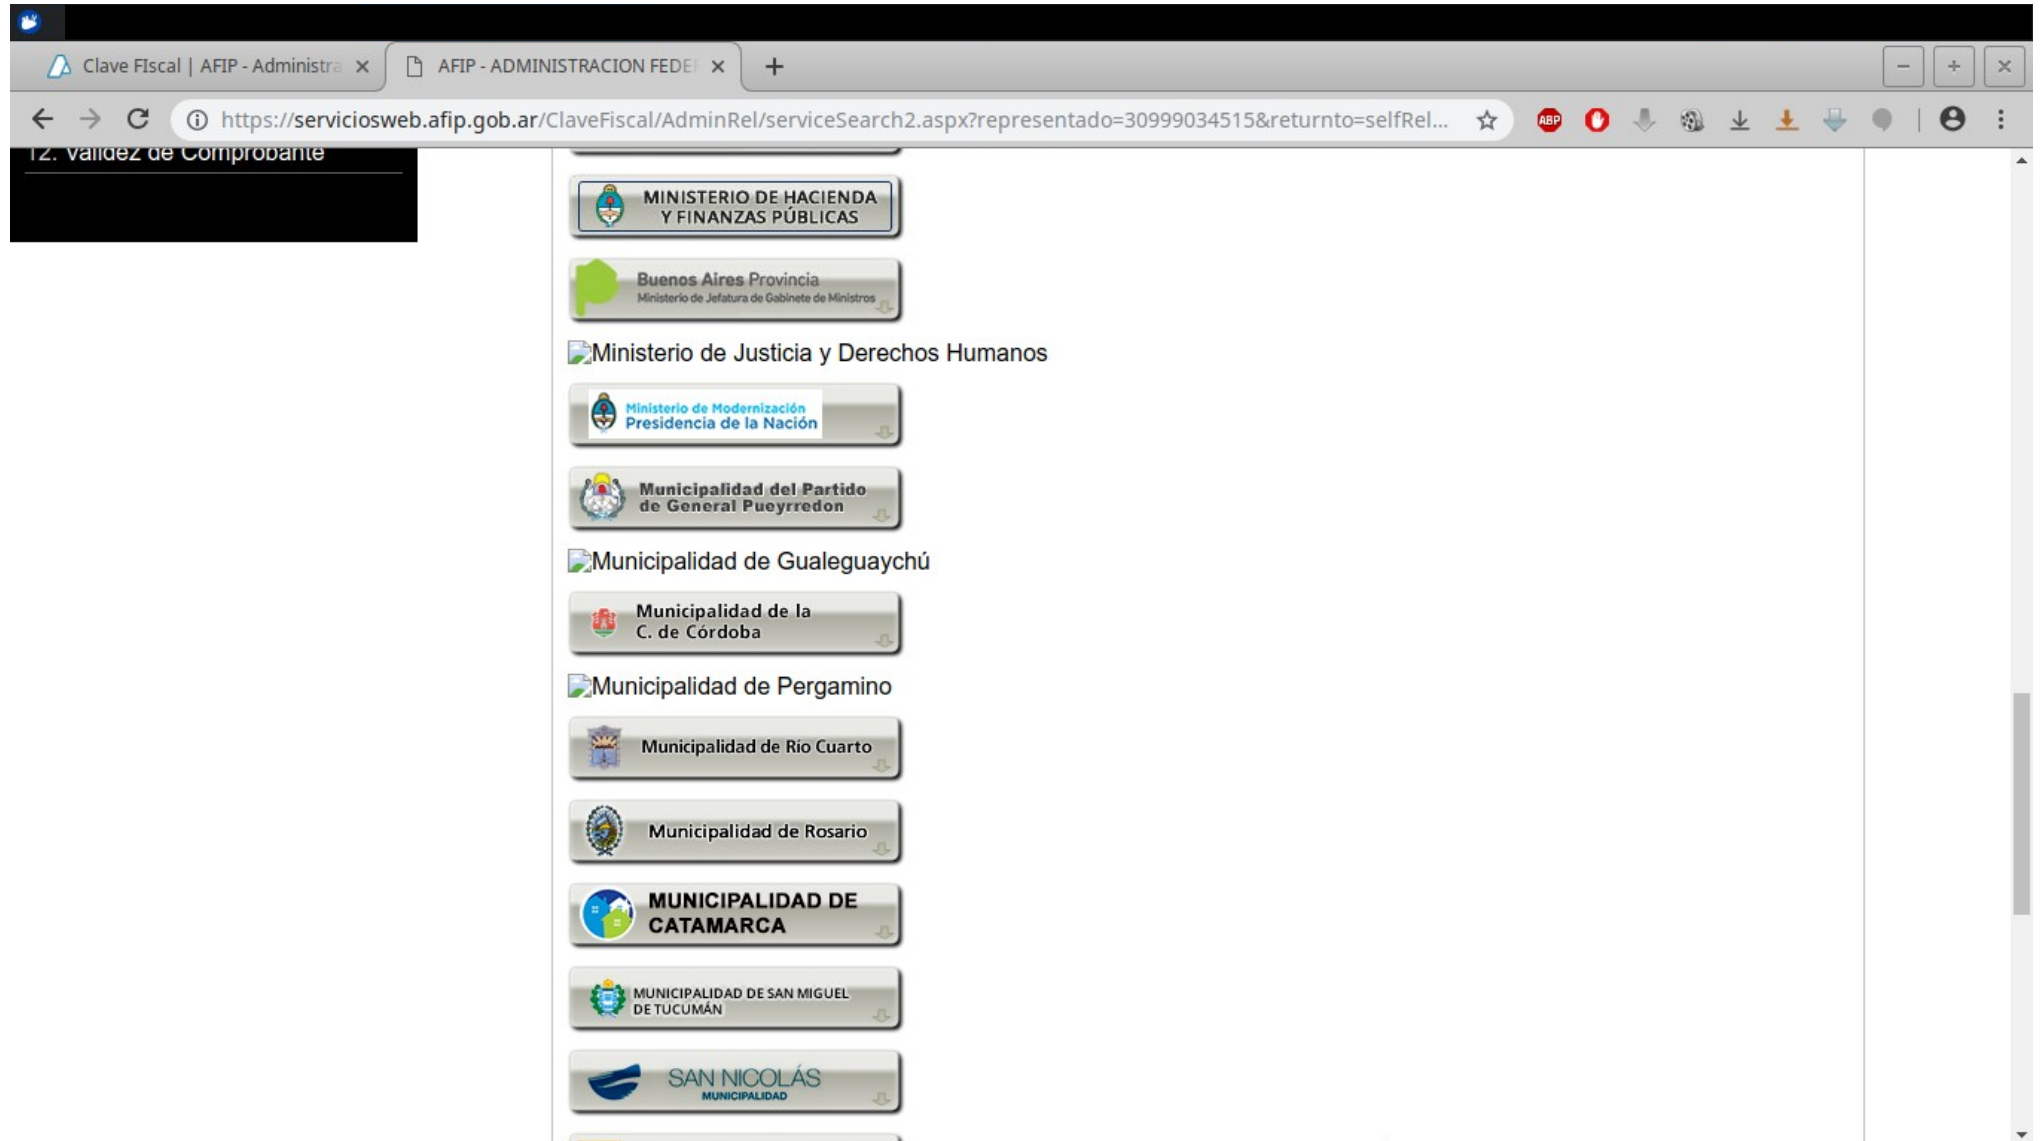 Clave FIscal | AFIP - Administra
AFIP - ADMINISTRACION FEDER
https://serviciosweb.afip.gob.ar/ClaveFiscal/AdminRel/serviceSearch2.aspx?representado=30999034515&returnto=selfRel...
ABP
12. Validez de Comprobante
MINISTERIO DE HACIENDA
Y FINANZAS PÚBLICAS
Buenos Aires Provincia
Ministerio de Jefatura de Gabinete de Ministros
Ministerio de Justicia y Derechos Humanos
Ministerio de Modernización
Presidencia de la Nación
Municipalidad del Partido
de General Pueyrredon
Municipalidad de Gualeguaychú
Municipalidad de la
C. de Córdoba
Municipalidad de Pergamino
Municipalidad de Río Cuarto
Municipalidad de Rosario
MUNICIPALIDAD DE
CATAMARCA
MUNICIPALIDAD DE SAN MIGUEL
DE TUCUMÁN
SAN NICOLÁS
MUNICIPALIDAD